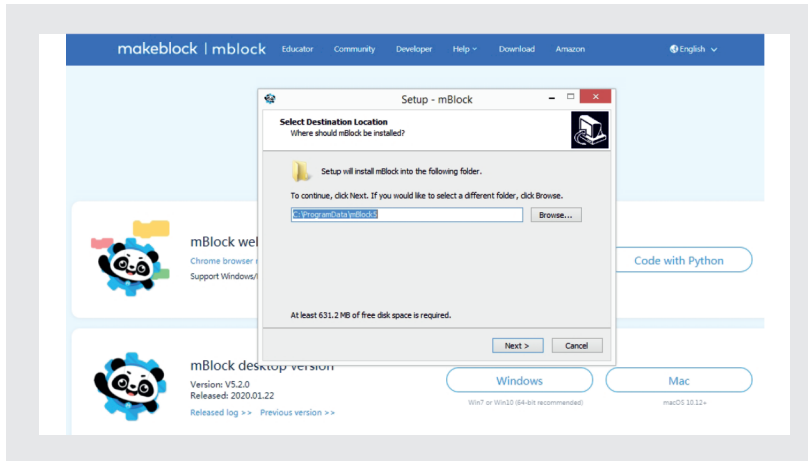 makeblock | mblock Educator Community Developer Help Download Amazon English
Setup - mBlock
Select Destination Location
Where should mBlock be installed?
Setup will install mBlock into the following folder.
To continue, click Next. If you would like to select a different folder, click Browse.
C:\ProgramData\mBlock5 Browse...
At least 631.2 MB of free disk space is required.
Next > Cancel
mBlock wel
Chrome browser
Support Windows/
Code with Python
mBlock desktop version
Version: V5.2.0
Released: 2020.01.22
Released log >> Previous version >>
Windows
Win7 or Win10 (64-bit recommended)
Mac
macOS 10.12+